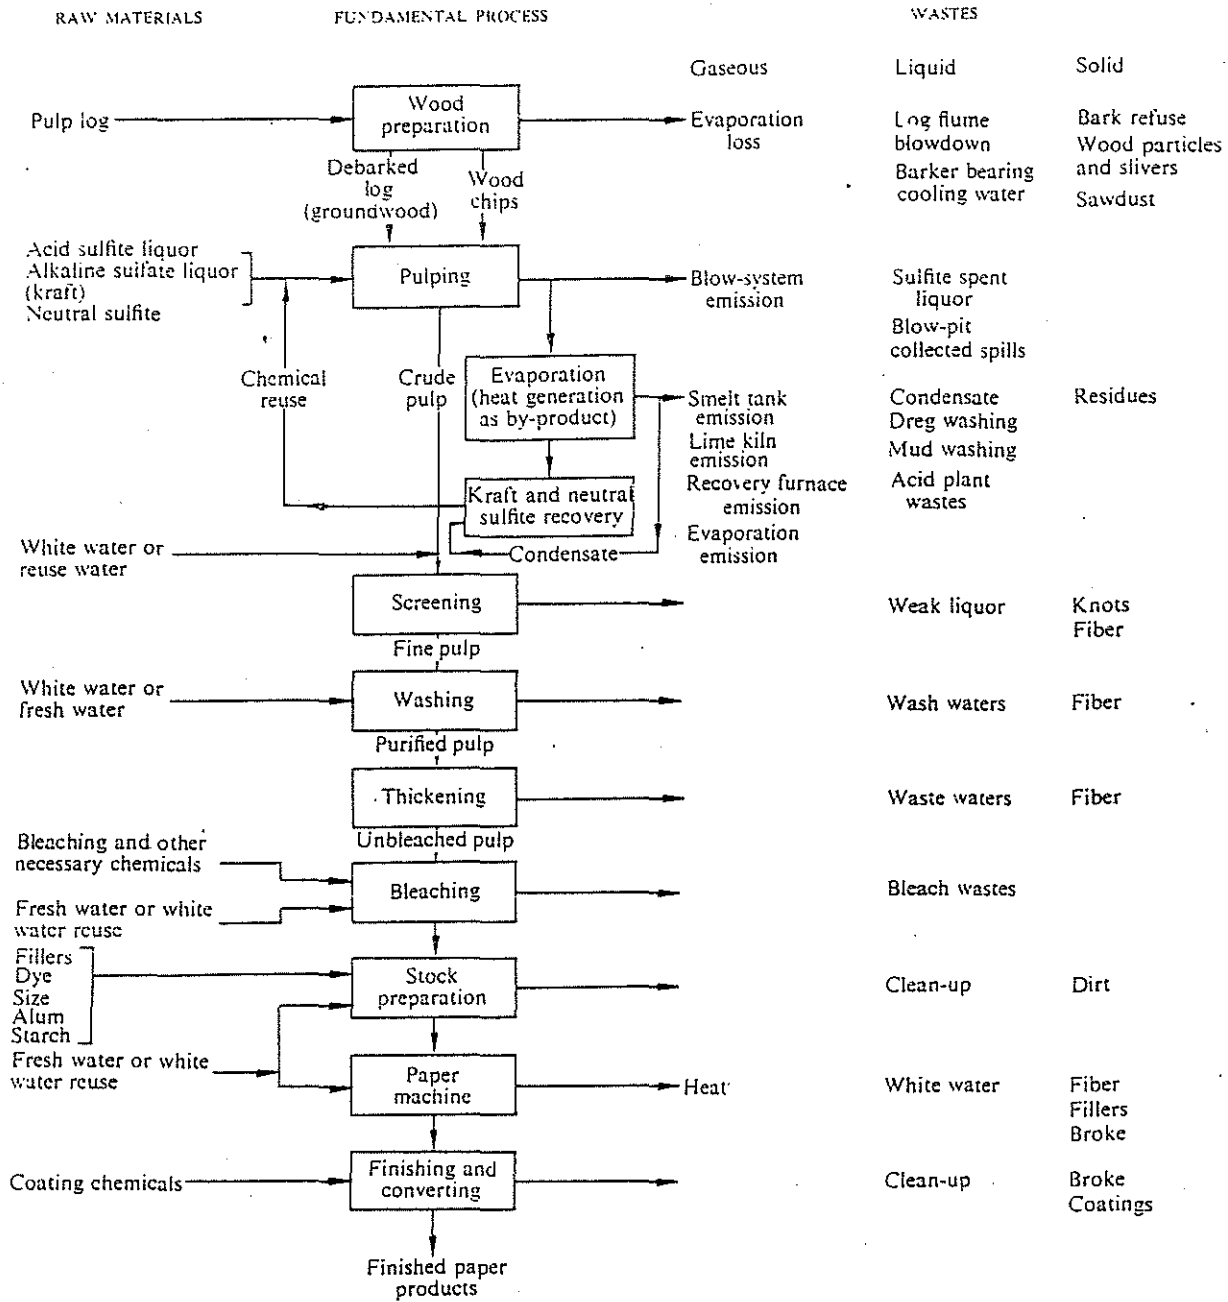 RAW MATERIALS
FUNDAMENTAL PROCESS
WASTES
Gaseous
Liquid
Solid
Pulp log
Wood
preparation
Evaporation
loss
Log flume
blowdown
Barker bearing
cooling water
Bark refuse
Wood particles
and slivers
Sawdust
Debarked
log
(groundwood)
Wood
chips
Acid sulfite liquor
Alkaline sulfate liquor
(kraft)
Neutral sulfite
Pulping
Blow-system
emission
Sulfite spent
liquor
Blow-pit
collected spills
Chemical
reuse
Crude
pulp
Evaporation
(heat generation
as by-product)
Smelt tank
emission
Lime kiln
emission
Recovery furnace
emission
Evaporation
emission
Condensate
Dreg washing
Mud washing
Acid plant
wastes
Residues
Kraft and neutral
sulfite recovery
Condensate
White water or
reuse water
Screening
Weak liquor
Knots
Fiber
Fine pulp
White water or
fresh water
Washing
Wash waters
Fiber
Purified pulp
Thickening
Waste waters
Fiber
Unbleached pulp
Bleaching and other
necessary chemicals
Fresh water or white
water reuse
Bleaching
Bleach wastes
Fillers
Dye
Size
Alum
Starch
Stock
preparation
Clean-up
Dirt
Fresh water or white
water reuse
Paper
machine
Heat
White water
Fiber
Fillers
Broke
Coating chemicals
Finishing and
converting
Clean-up
Broke
Coatings
Finished paper
products